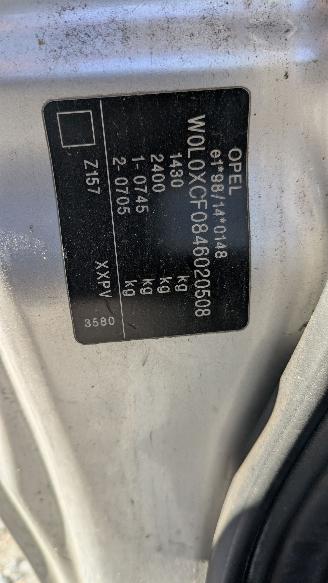 OPEL
e1*98/14*0148
W0L0XCF0846020508
1430 kg
2400 kg
1- 0745 kg
2- 0705 kg
Z157 XXPV 3580